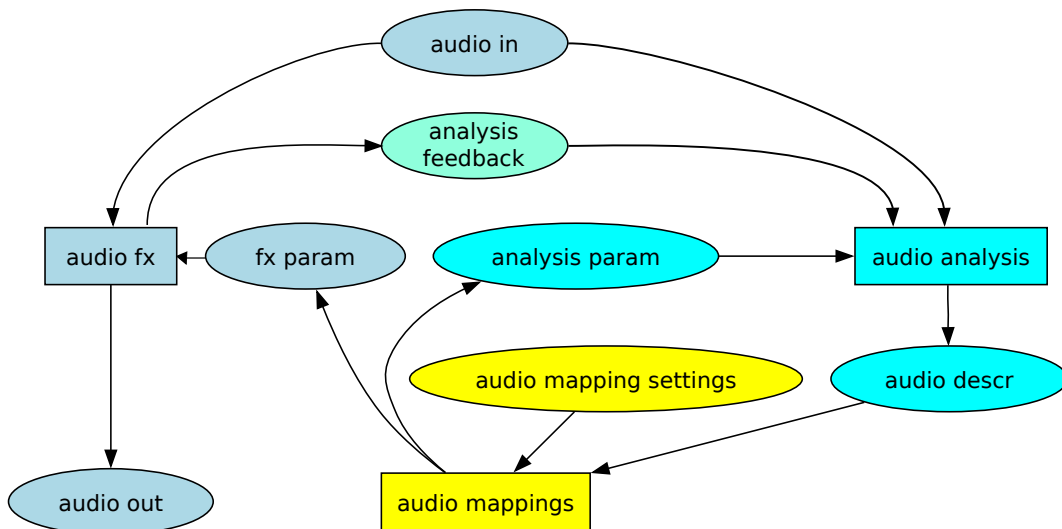 audio in
analysis
feedback
audio fx
fx param
analysis param
audio analysis
audio mapping settings
audio descr
audio out
audio mappings